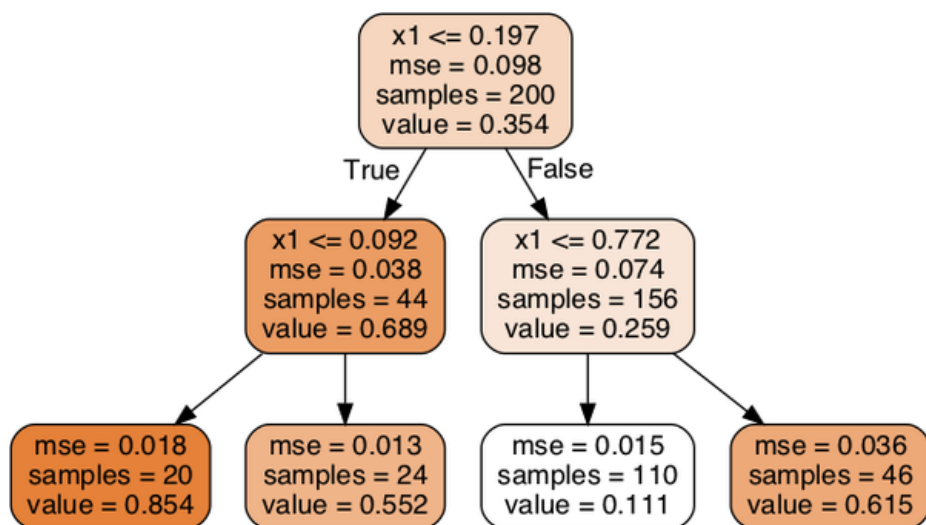 x1 <= 0.197
mse = 0.098
samples = 200
value = 0.354
True
False
x1 <= 0.092
mse = 0.038
samples = 44
value = 0.689
x1 <= 0.772
mse = 0.074
samples = 156
value = 0.259
mse = 0.018
samples = 20
value = 0.854
mse = 0.013
samples = 24
value = 0.552
mse = 0.015
samples = 110
value = 0.111
mse = 0.036
samples = 46
value = 0.615